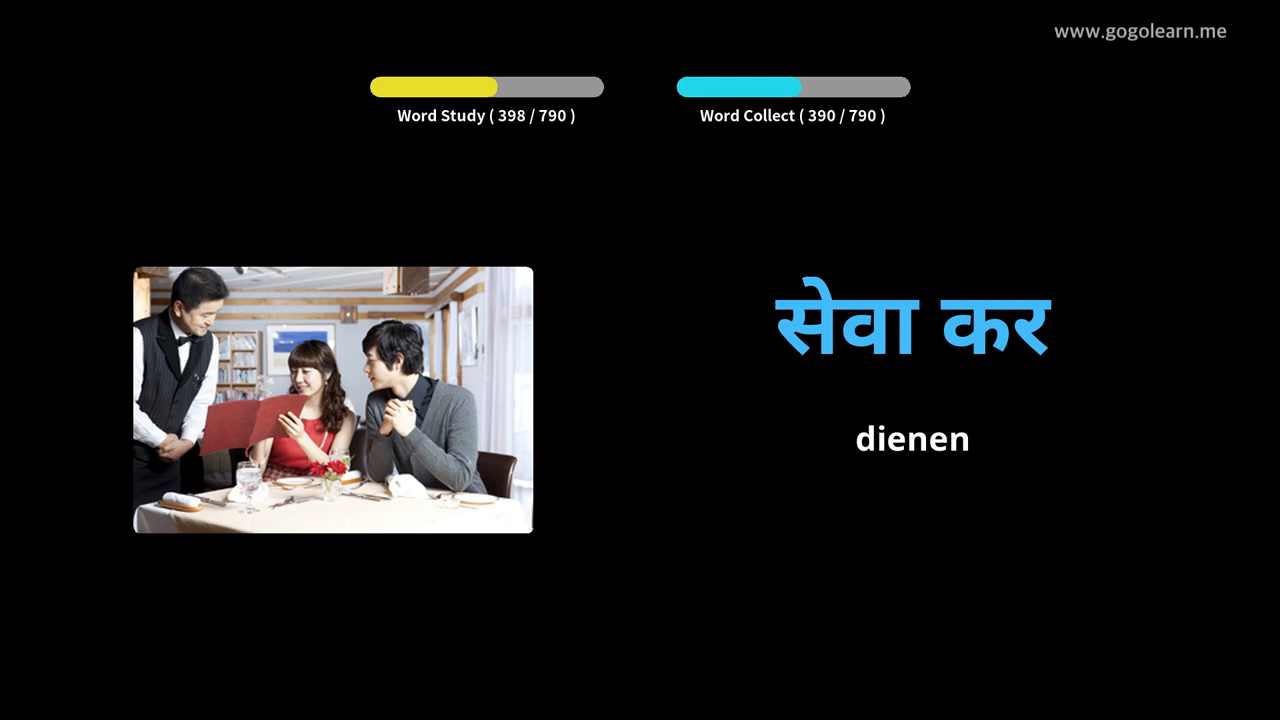 www.gogolearn.me
Word Study ( 398 / 790 )
Word Collect ( 390 / 790 )
सेवा कर
dienen